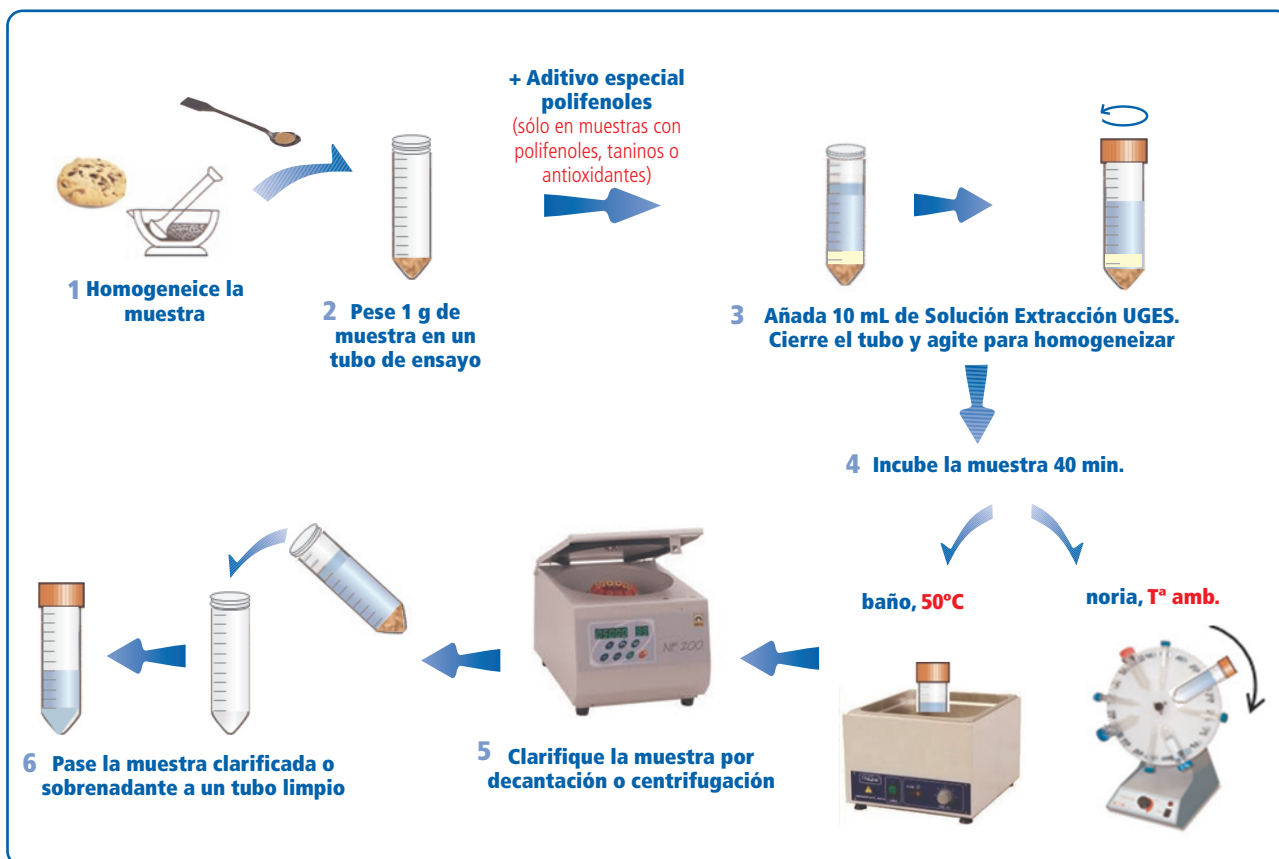 1 Homogeneice la
muestra
2 Pese 1 g de
muestra en un
tubo de ensayo
+ Aditivo especial
polifenoles
(sólo en muestras con
polifenoles, taninos o
antioxidantes)
3 Añada 10 mL de Solución Extracción UGES.
Cierre el tubo y agite para homogeneizar
4 Incube la muestra 40 min.
baño, 50ºC
noria, Tª amb.
NF 200
5 Clarifique la muestra por
decantación o centrifugación
6 Pase la muestra clarificada o
sobrenadante a un tubo limpio